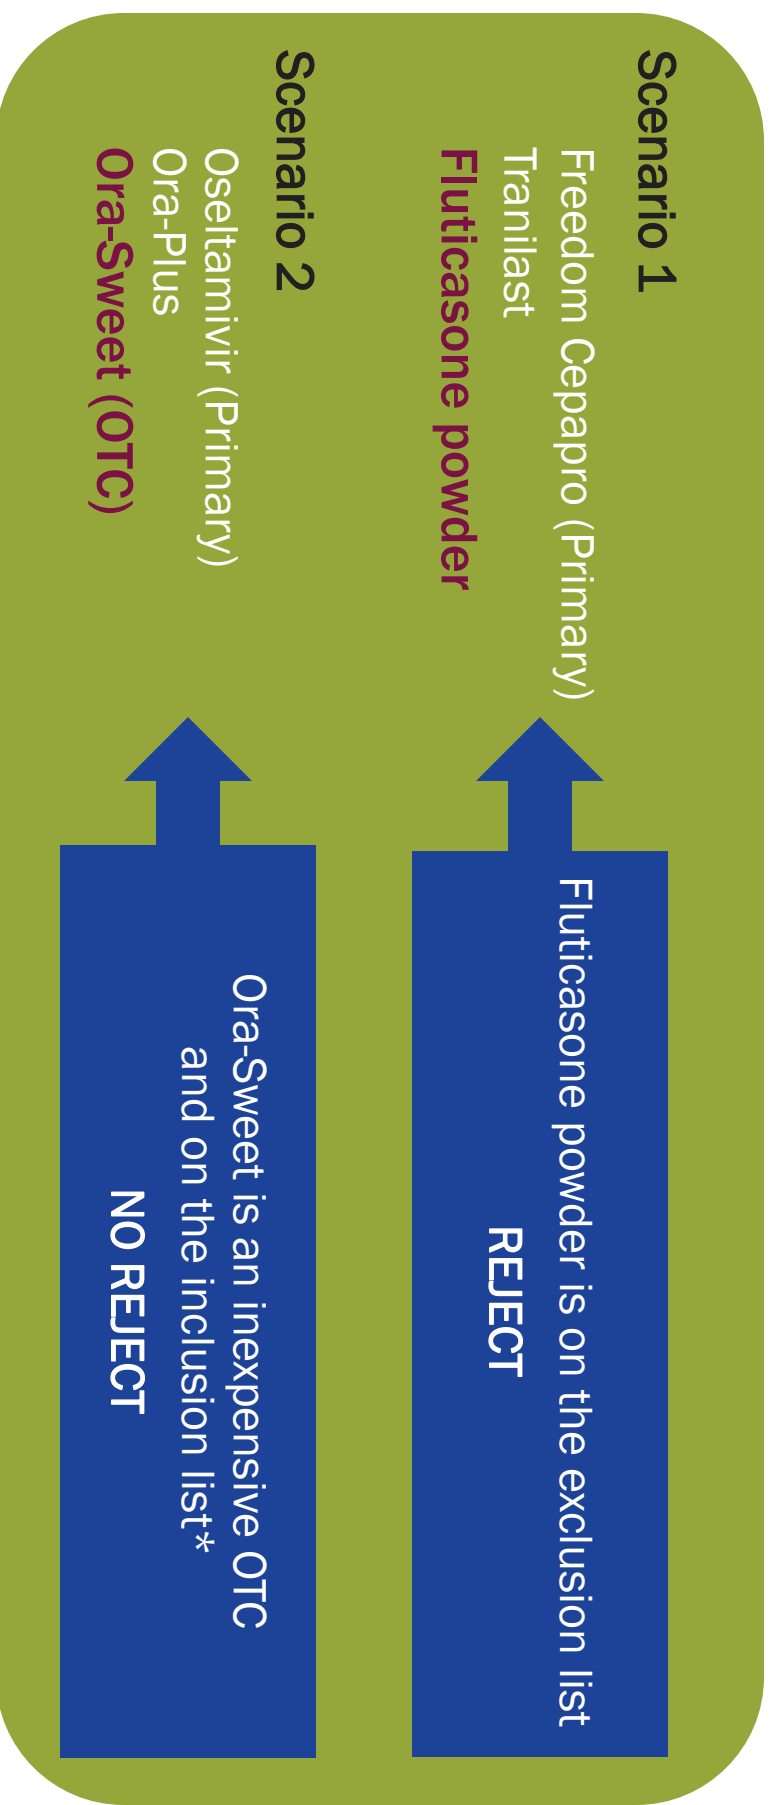 Scenario 1
Freedom Cepapro (Primary)
Tranilast
Fluticasone powder
Fluticasone powder is on the exclusion list
REJECT
Scenario 2
Oseltamivir (Primary)
Ora-Plus
Ora-Sweet (OTC)
Ora-Sweet is an inexpensive OTC
and on the inclusion list*
NO REJECT